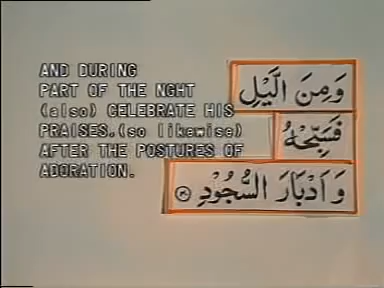 AND DURING
PART OF THE NGHT
(also) CELEBRATE HIS
PRAISES,(so likewise)
AFTER THE POSTURES OF
ADORATION.
وَمِنَ الَّيْلِ
فَسَبِّحْهُ
وَاَدْبَارَ السُّجُوْدِ ۝۴۰